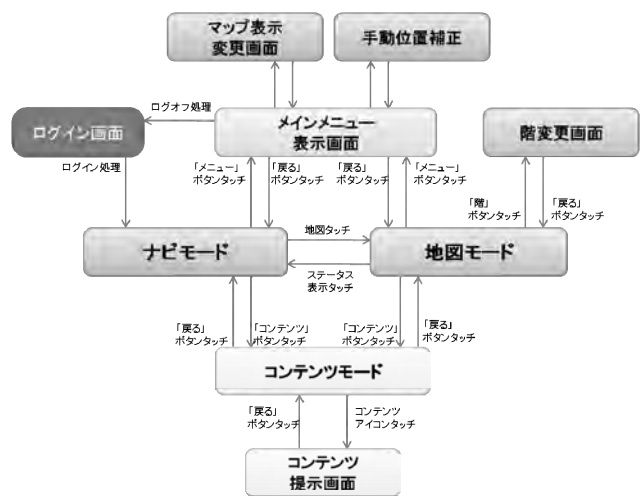 マップ表示
変更画面
手動位置補正
ログオフ処理
ログイン画面
メインメニュー
表示画面
階変更画面
ログイン処理
「メニュー」
ボタンタッチ
「戻る」
ボタンタッチ
「戻る」
ボタンタッチ
「メニュー」
ボタンタッチ
「階」
ボタンタッチ
「戻る」
ボタンタッチ
ナビモード
地図タッチ
地図モード
ステータス
表示タッチ
「戻る」
ボタンタッチ
「コンテンツ」
ボタンタッチ
「コンテンツ」
ボタンタッチ
「戻る」
ボタンタッチ
コンテンツモード
「戻る」
ボタンタッチ
コンテンツ
アイコンタッチ
コンテンツ
提示画面